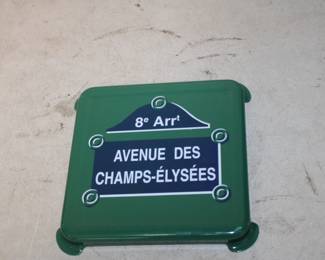 8e Arrt
AVENUE DES
CHAMPS-ÉLYSÉES